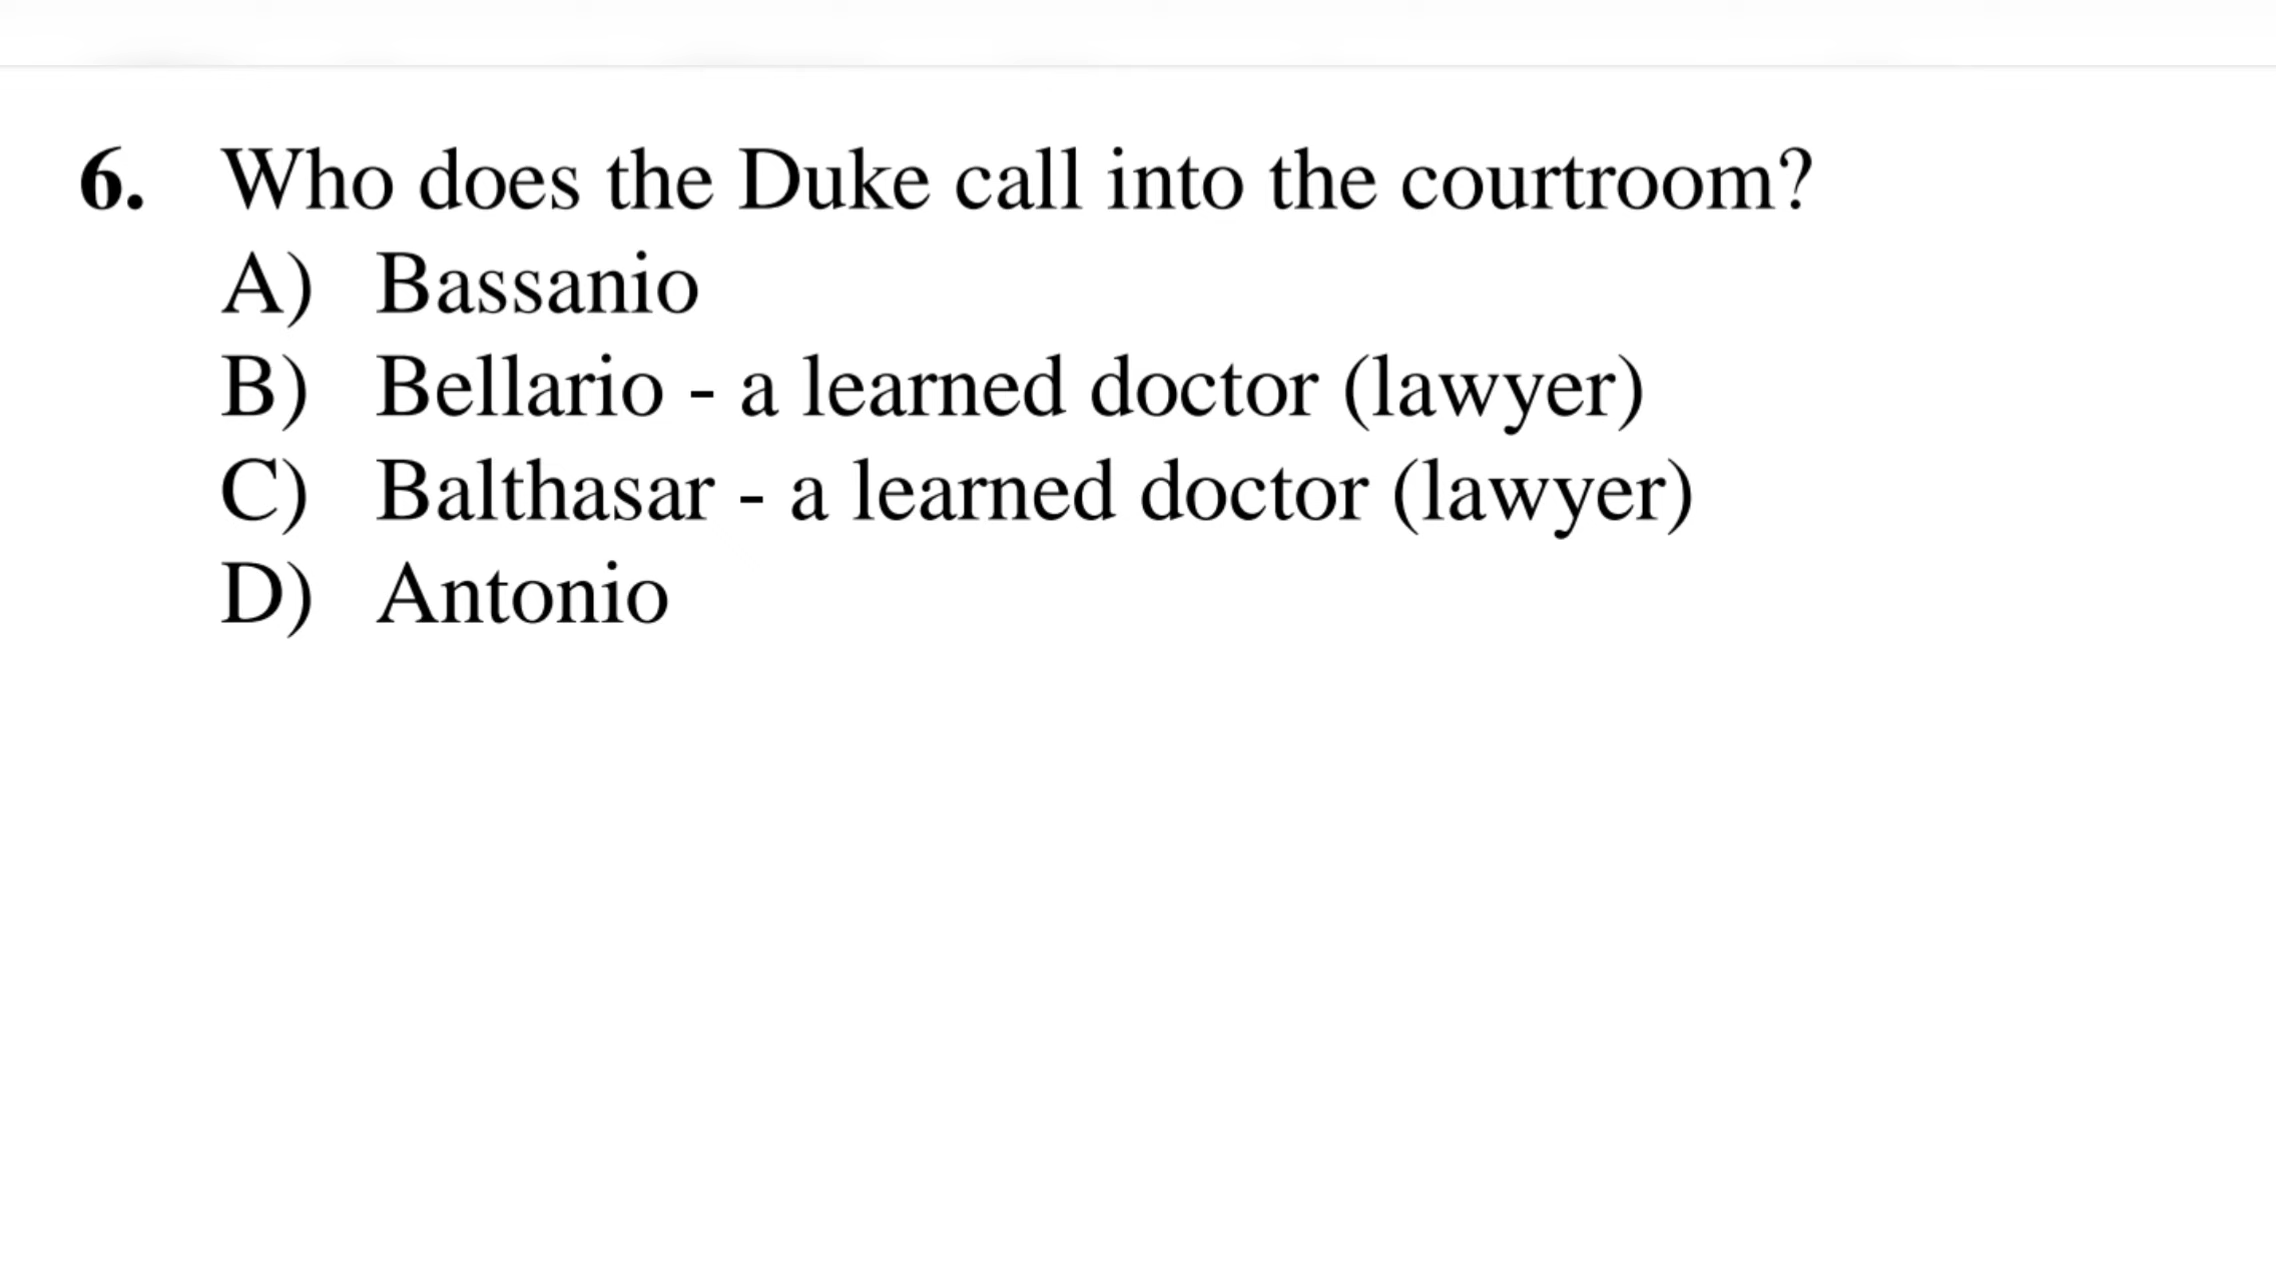 6. Who does the Duke call into the courtroom?
A) Bassanio
B) Bellario - a learned doctor (lawyer)
C) Balthasar - a learned doctor (lawyer)
D) Antonio